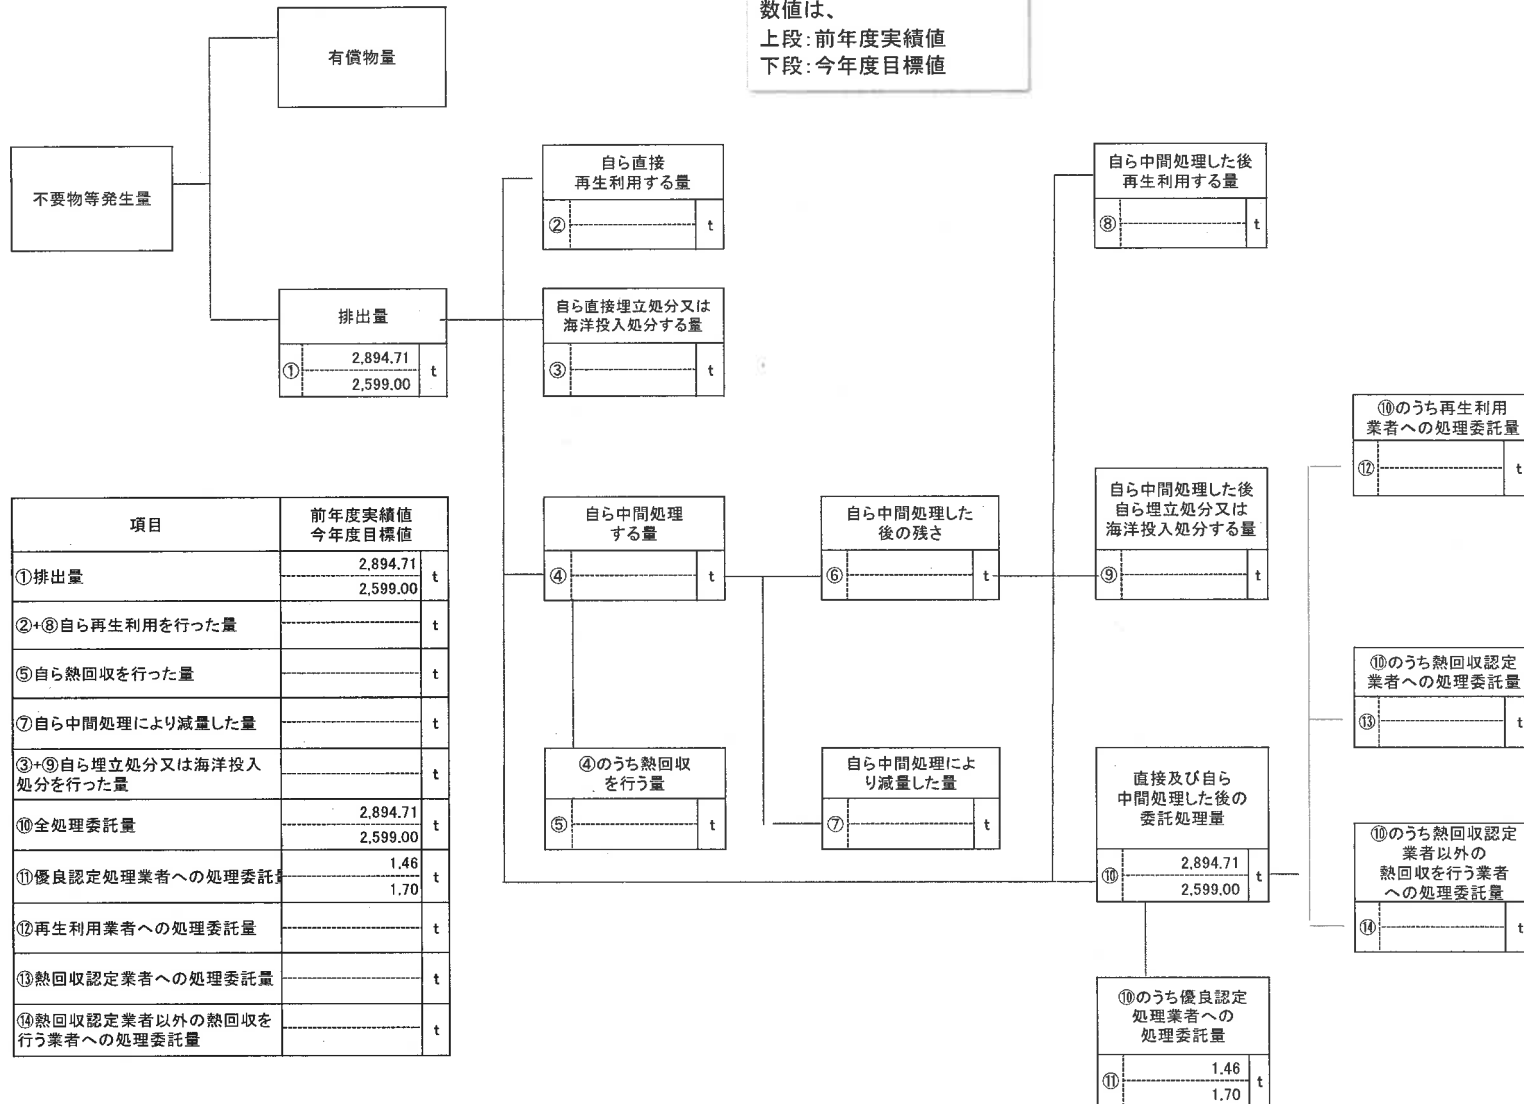 数値は、
上段:前年度実績値
下段:今年度目標値
有償物量
不要物等発生量
排出量
① 2,894.71 t
2,599.00
自ら直接
再生利用する量
② t
自ら直接埋立処分又は
海洋投入処分する量
③ t
自ら中間処理
する量
④ t
④のうち熱回収
を行う量
⑤ t
自ら中間処理した
後の残さ
⑥ t
自ら中間処理によ
り減量した量
⑦ t
自ら中間処理した後
再生利用する量
⑧ t
自ら中間処理した後
自ら埋立処分又は
海洋投入処分する量
⑨ t
直接及び自ら
中間処理した後の
委託処理量
⑩ 2,894.71 t
2,599.00
⑩のうち優良認定
処理業者への
処理委託量
⑪ 1.46 t
1.70
⑩のうち再生利用
業者への処理委託量
⑫ t
⑩のうち熱回収認定
業者への処理委託量
⑬ t
⑩のうち熱回収認定
業者以外の
熱回収を行う業者
への処理委託量
⑭ t
項目 前年度実績値
今年度目標値
①排出量 2,894.71 t
2,599.00
②+⑧自ら再生利用を行った量 t
⑤自ら熱回収を行った量 t
⑦自ら中間処理により減量した量 t
③+⑨自ら埋立処分又は海洋投入
処分を行った量 t
⑩全処理委託量 2,894.71 t
2,599.00
⑪優良認定処理業者への処理委託 1.46 t
1.70
⑫再生利用業者への処理委託量 t
⑬熱回収認定業者への処理委託量 t
⑭熱回収認定業者以外の熱回収を
行う業者への処理委託量 t